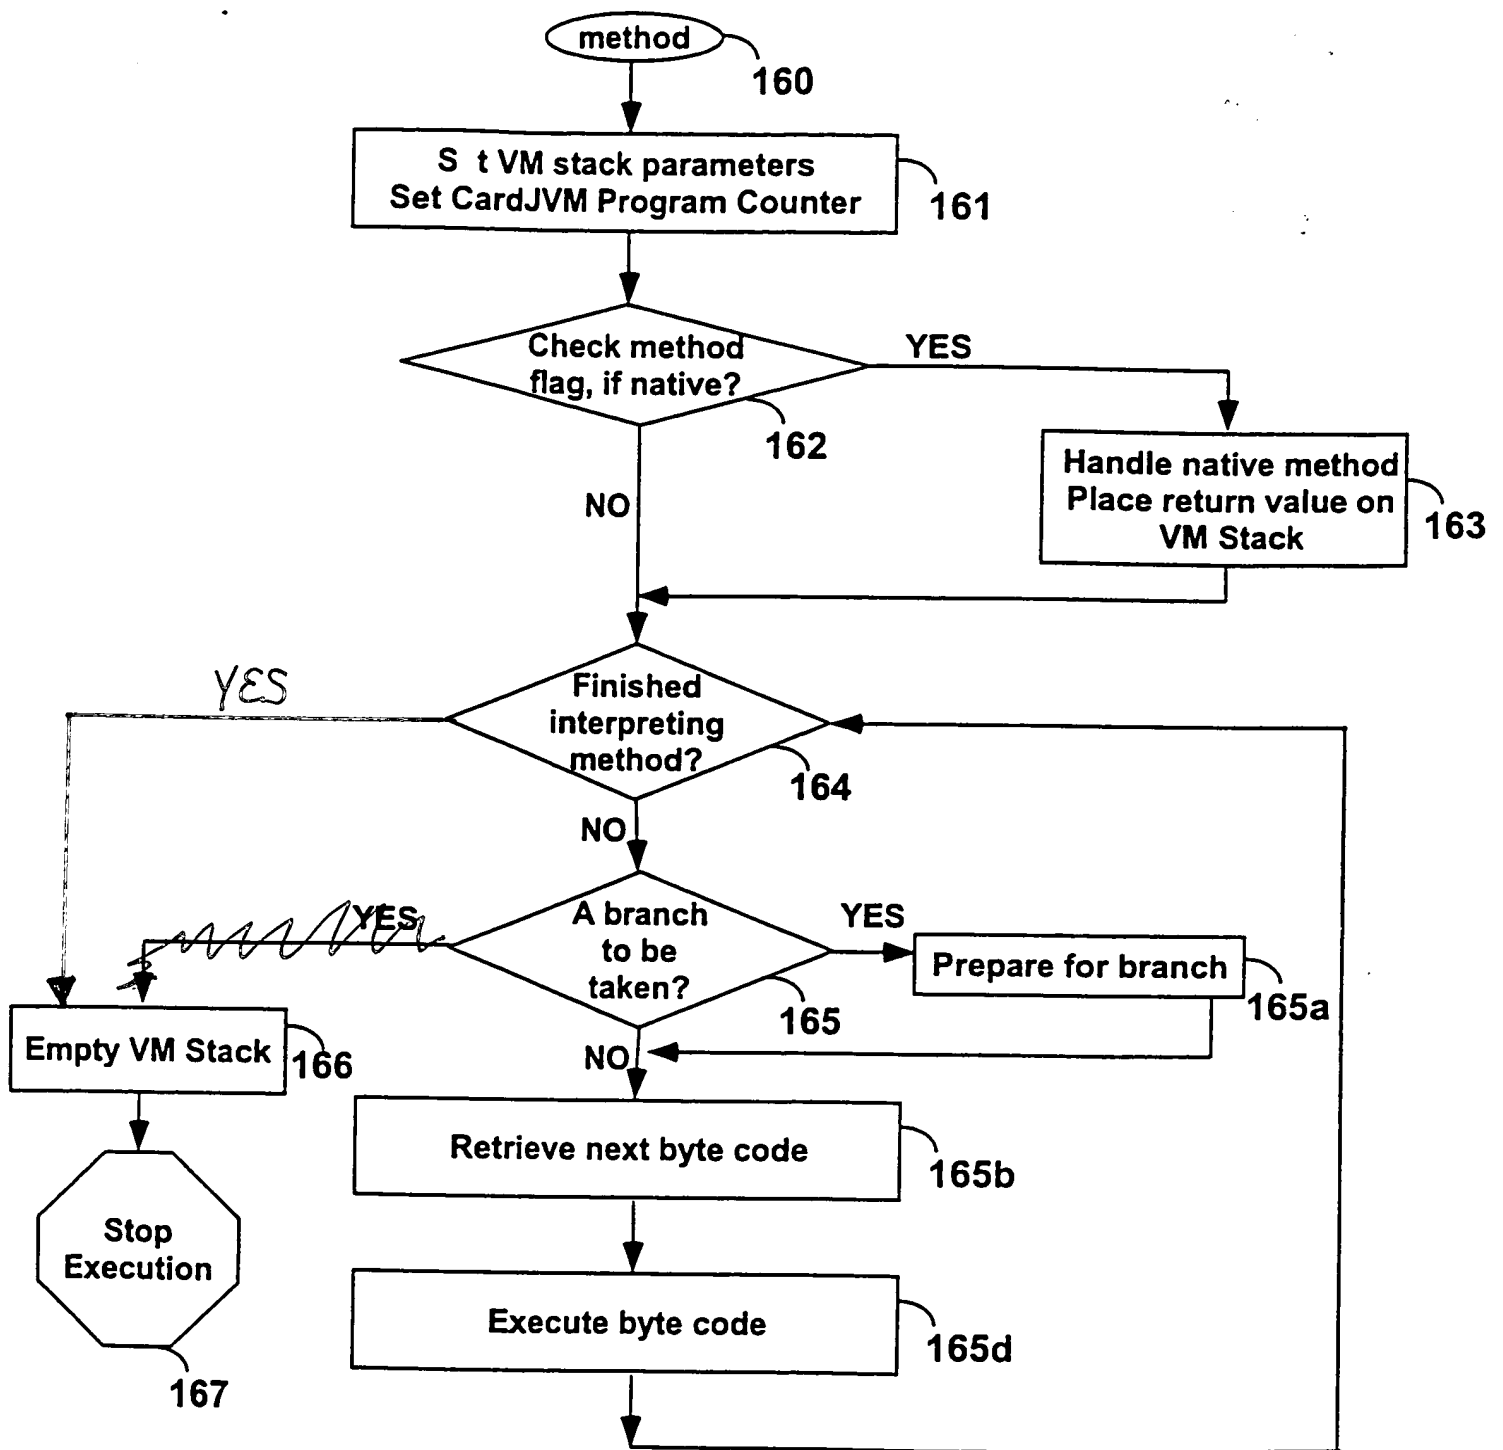 method
160
S t VM stack parameters
Set CardJVM Program Counter
161
Check method
flag, if native?
YES
162
Handle native method
Place return value on
VM Stack
163
NO
YES
Finished
interpreting
method?
164
NO
YES
A branch
to be
taken?
YES
165
Prepare for branch
165a
Empty VM Stack
166
NO
Retrieve next byte code
165b
Stop
Execution
167
Execute byte code
165d